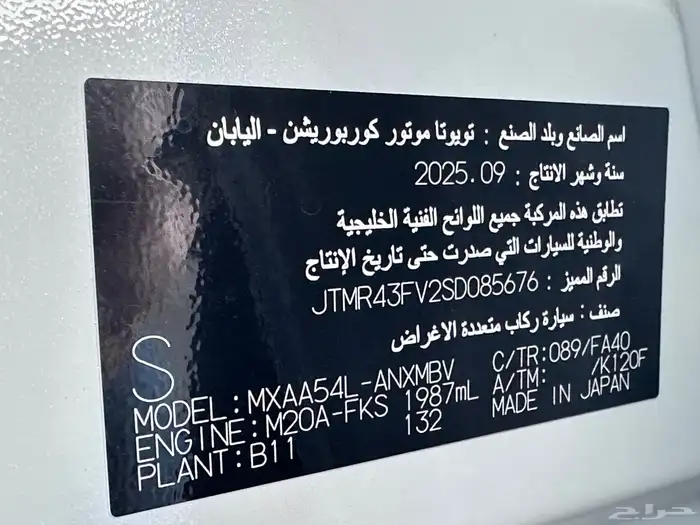 اسم الصانع وبلد الصنع : تويوتا موتور كوربوريشن - اليابان
سنة وشهر الانتاج : 2025.09
تطابق هذه المركبة جميع اللوائح الفنية الخليجية
والوطنية للسيارات التي صدرت حتى تاريخ الإنتاج
الرقم المميز : JTMR43FV2SD085676
صنف : سيارة ركاب متعددة الاغراض
S
MODEL:MXAA54L-ANXMBV C/TR:089/FA40
ENGINE:M20A-FKS 1987mL A/TM: /K120F
PLANT:B11 132 MADE IN JAPAN
حراج